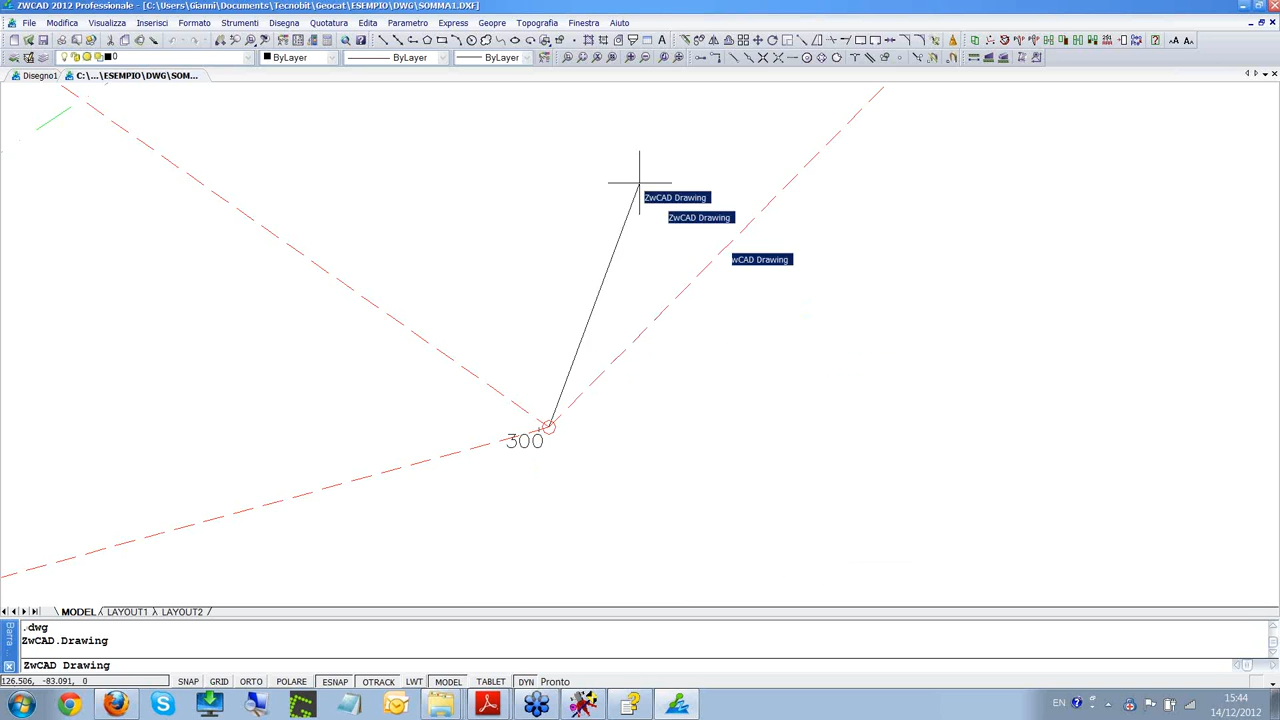 ZWCAD 2012 Professionale - [C:\Users\Gianni\Documents\Tecnobit\Geocat\ESEMPIO\DWG\SOMMA1.DXF]
File Modifica Visualizza Inserisci Formato Strumenti Disegna Quotatura Edita Parametro Express Geopre Topografia Finestra Aiuto
0 ByLayer ByLayer ByLayer
Disegno1 C:\...\ESEMPIO\DWG\SOM...
ZwCAD Drawing
ZwCAD Drawing
wCAD Drawing
300
MODEL LAYOUT1 LAYOUT2
.dwg
ZwCAD.Drawing
Barra ...
ZwCAD Drawing
126.506, -83.091, 0 SNAP GRID ORTO POLARE ESNAP OTRACK LWT MODEL TABLET DYN Pronto
EN 15:44
14/12/2012